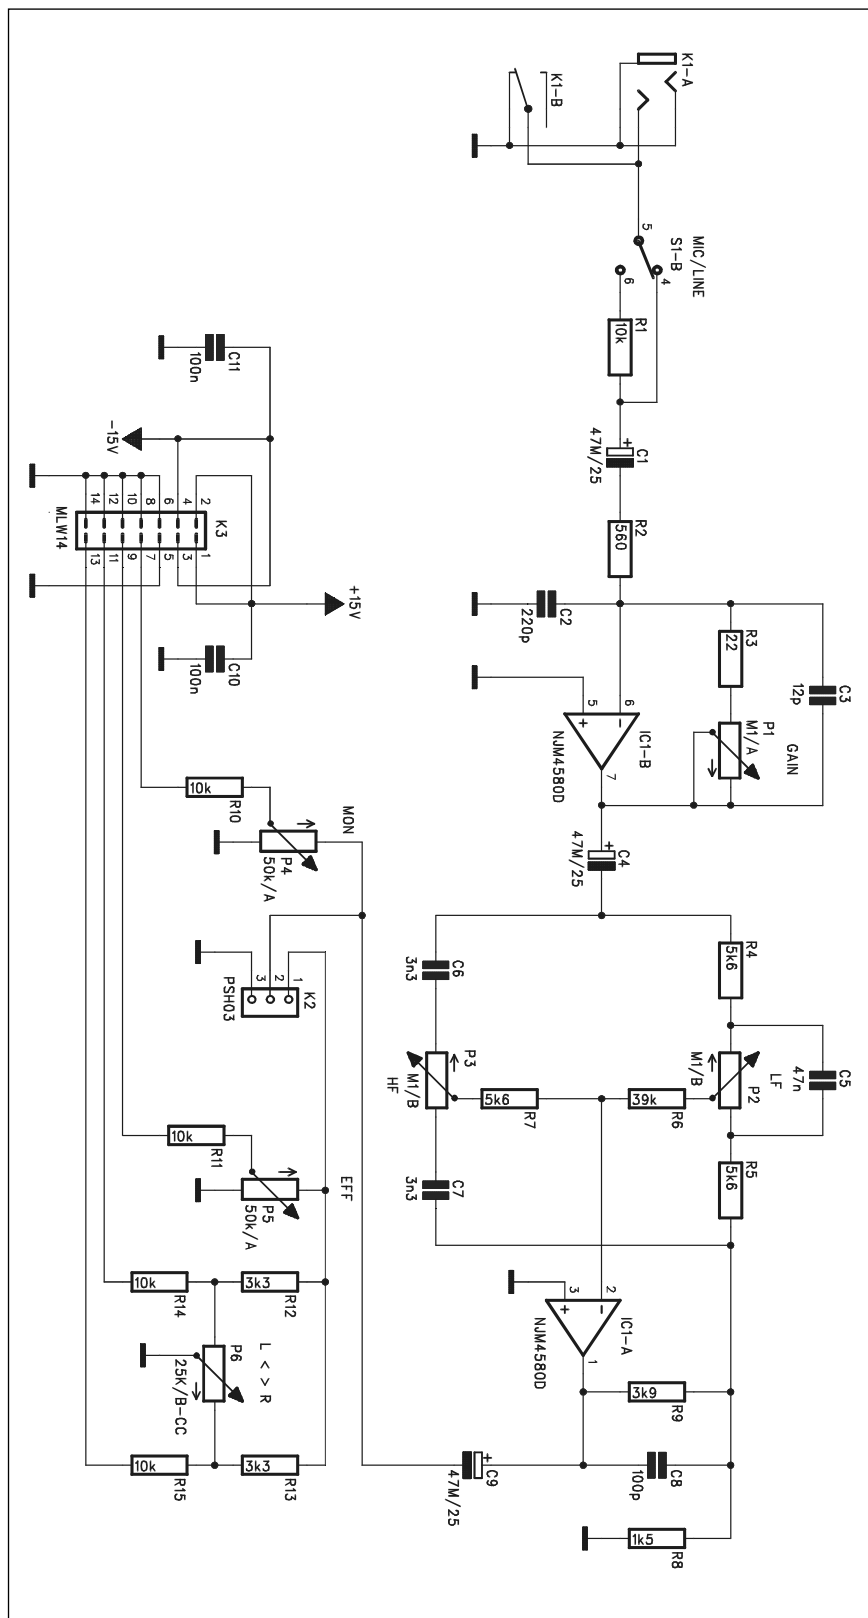 K1-A
K1-B
MIC/LINE
S1-B
5
4
6
R1
10k
C1
+
47M/25
R2
560
C2
220p
R3
22
C3
12p
P1
M1/A
GAIN
6
5
7
IC1-B
NJM4580D
C4
+
47M/25
R4
5k6
C5
47n
P2
M1/B
LF
R5
5k6
R6
39k
R7
5k6
C6
3n3
P3
M1/B
HF
C7
3n3
2
3
1
IC1-A
NJM4580D
R9
3k9
C8
100p
R8
1k5
C9
+
47M/25
C11
100n
-15V
K3
MLW14
2
4
6
8
10
12
14
1
3
5
7
9
11
13
+15V
C10
100n
R10
10k
MON
P4
50k/A
K2
PSH03
1
2
3
R11
10k
EFF
P5
50k/A
R12
3k3
R14
10k
L < > R
P6
25K/B-CC
R13
3k3
R15
10k